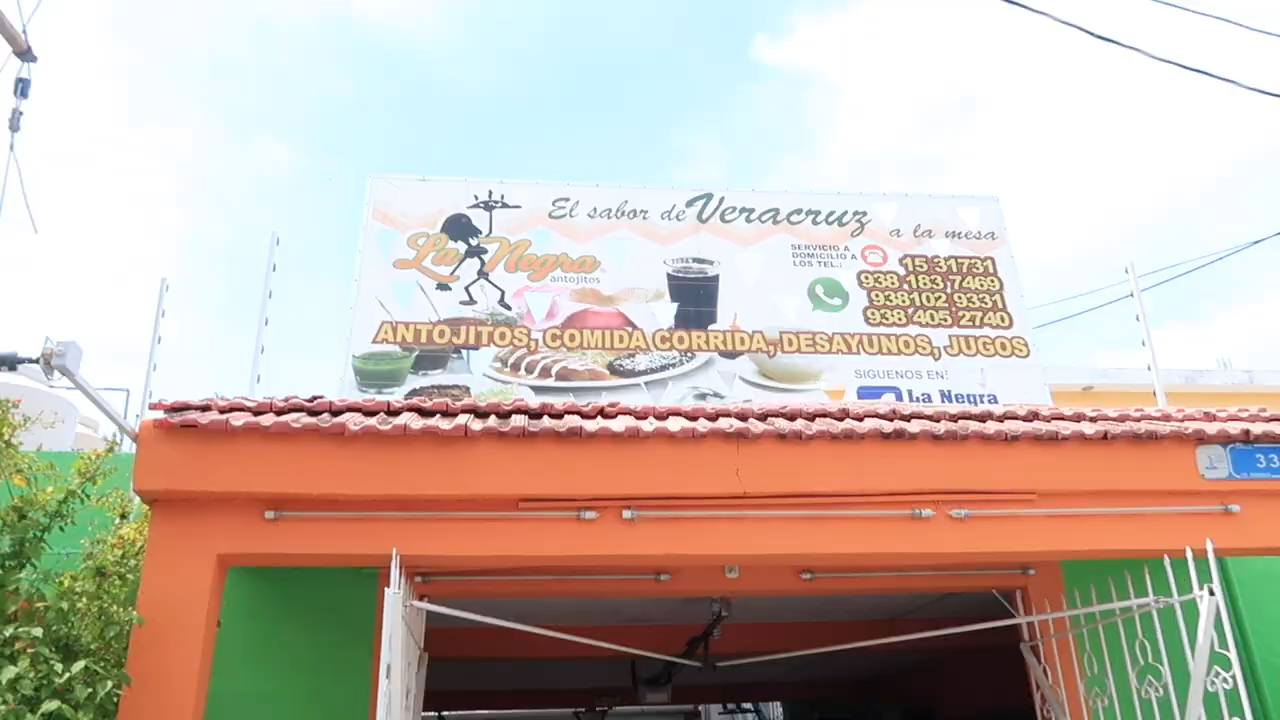 El sabor de Veracruz a la mesa
La Negra
antojitos
SERVICIO A
DOMICILIO A
LOS TEL.:
15 31731
938 183 7469
938102 9331
938 405 2740
ANTOJITOS, COMIDA CORRIDA, DESAYUNOS, JUGOS
SIGUENOS EN:
La Negra
33